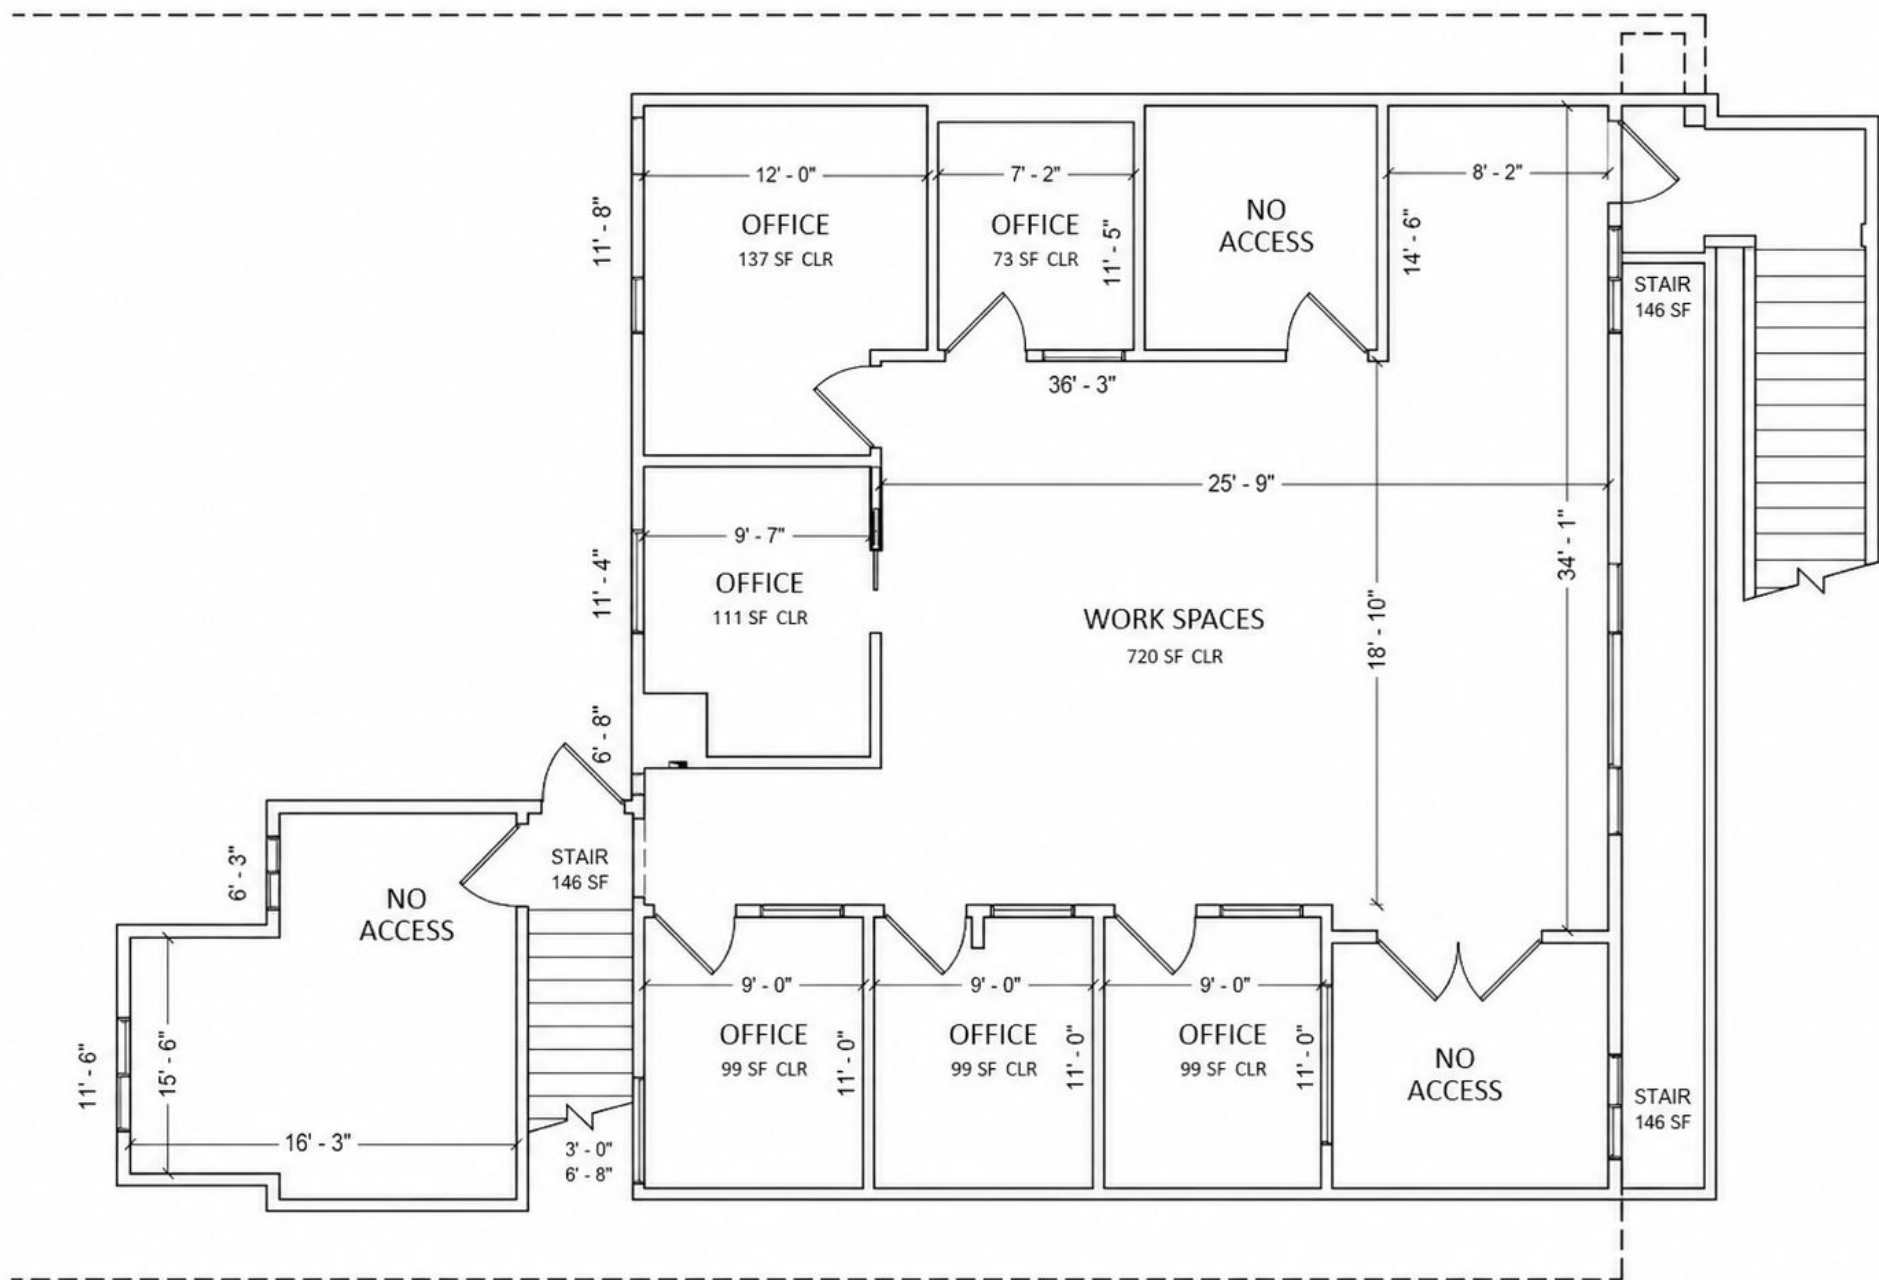 12' - 0"
7' - 2"
8' - 2"
11' - 8"
OFFICE
137 SF CLR
OFFICE
73 SF CLR
11' - 5"
NO
ACCESS
14' - 6"
STAIR
146 SF
36' - 3"
25' - 9"
34' - 1"
9' - 7"
11' - 4"
OFFICE
111 SF CLR
WORK SPACES
720 SF CLR
18' - 10"
6' - 8"
6' - 3"
STAIR
146 SF
NO
ACCESS
9' - 0"
9' - 0"
9' - 0"
OFFICE
99 SF CLR
11' - 0"
OFFICE
99 SF CLR
11' - 0"
OFFICE
99 SF CLR
11' - 0"
NO
ACCESS
STAIR
146 SF
11' - 6"
15' - 6"
16' - 3"
3' - 0"
6' - 8"